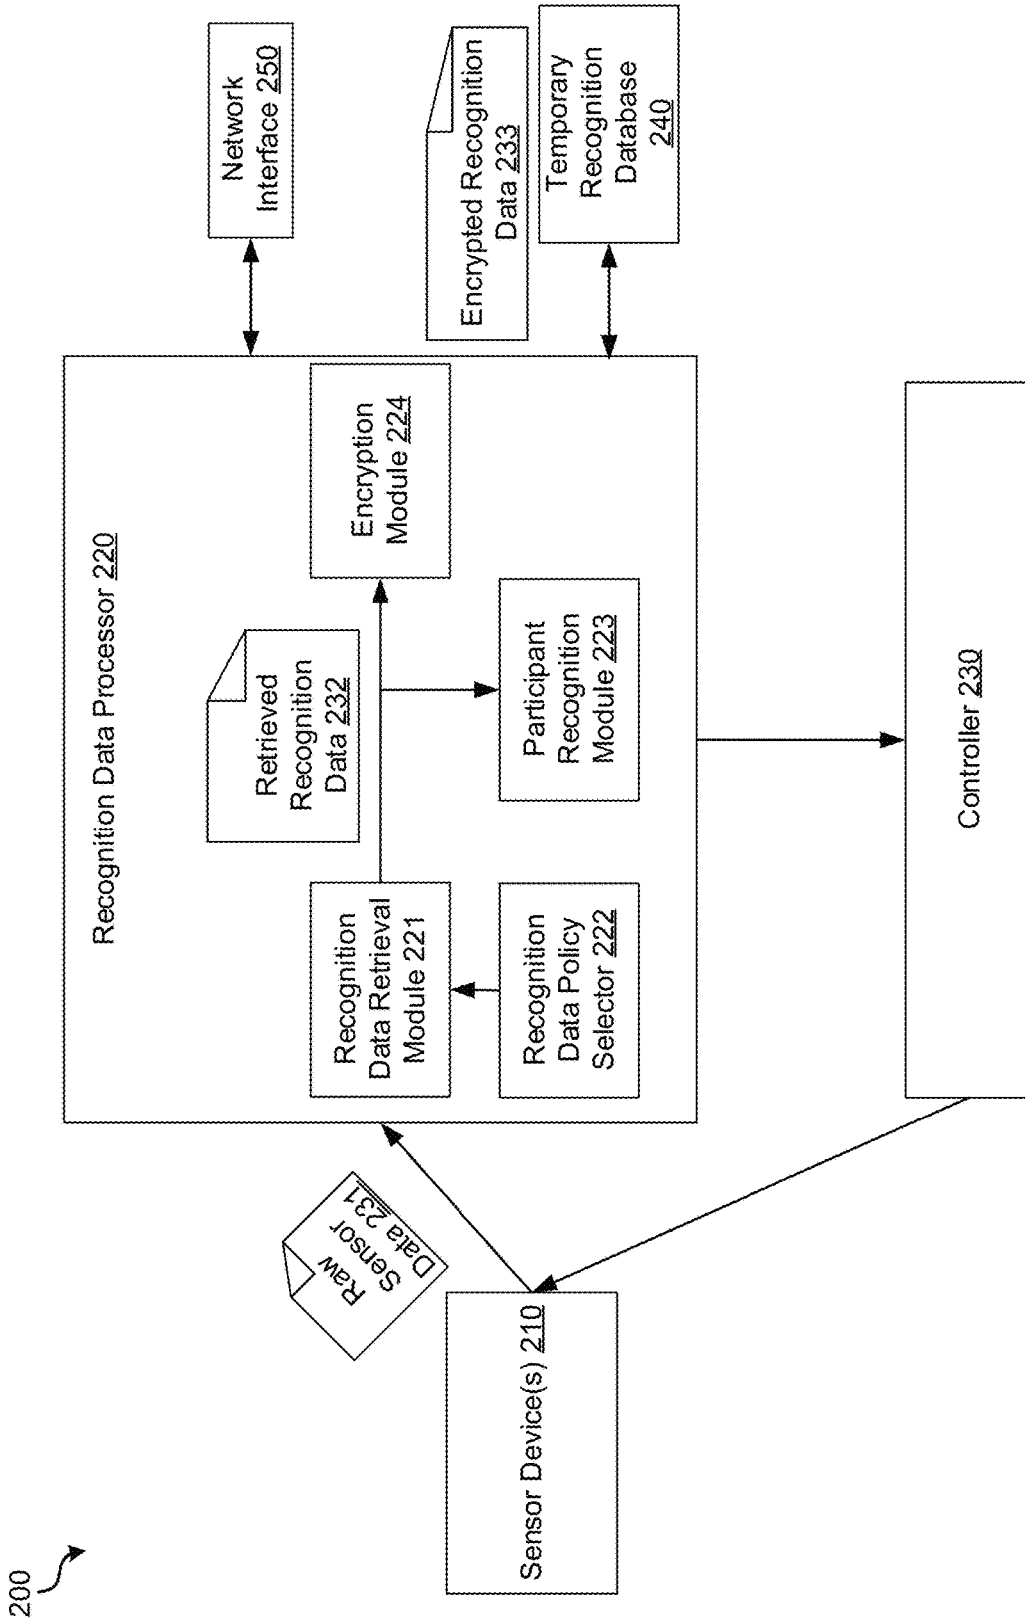 200
Sensor Device(s) 210
Raw
Sensor
Data 231
Recognition Data Processor 220
Recognition
Data Retrieval
Module 221
Recognition
Data Policy
Selector 222
Retrieved
Recognition
Data 232
Participant
Recognition
Module 223
Encryption
Module 224
Network
Interface 250
Encrypted Recognition
Data 233
Temporary
Recognition
Database
240
Controller 230